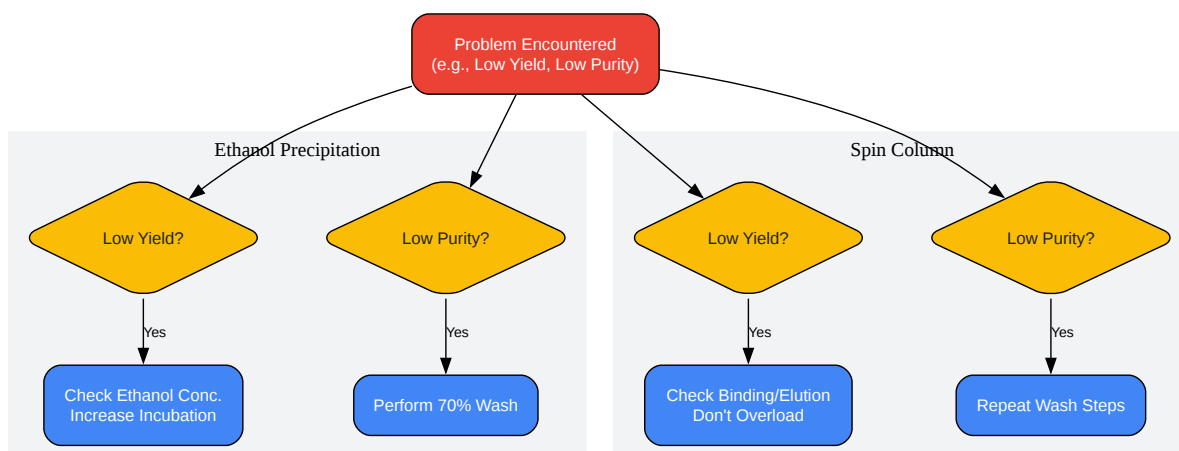 Problem Encountered
(e.g., Low Yield, Low Purity)
Ethanol Precipitation
Spin Column
Low Yield?
Low Purity?
Low Yield?
Low Purity?
Yes
Yes
Yes
Yes
Check Ethanol Conc.
Increase Incubation
Perform 70% Wash
Check Binding/Elution
Don't Overload
Repeat Wash Steps